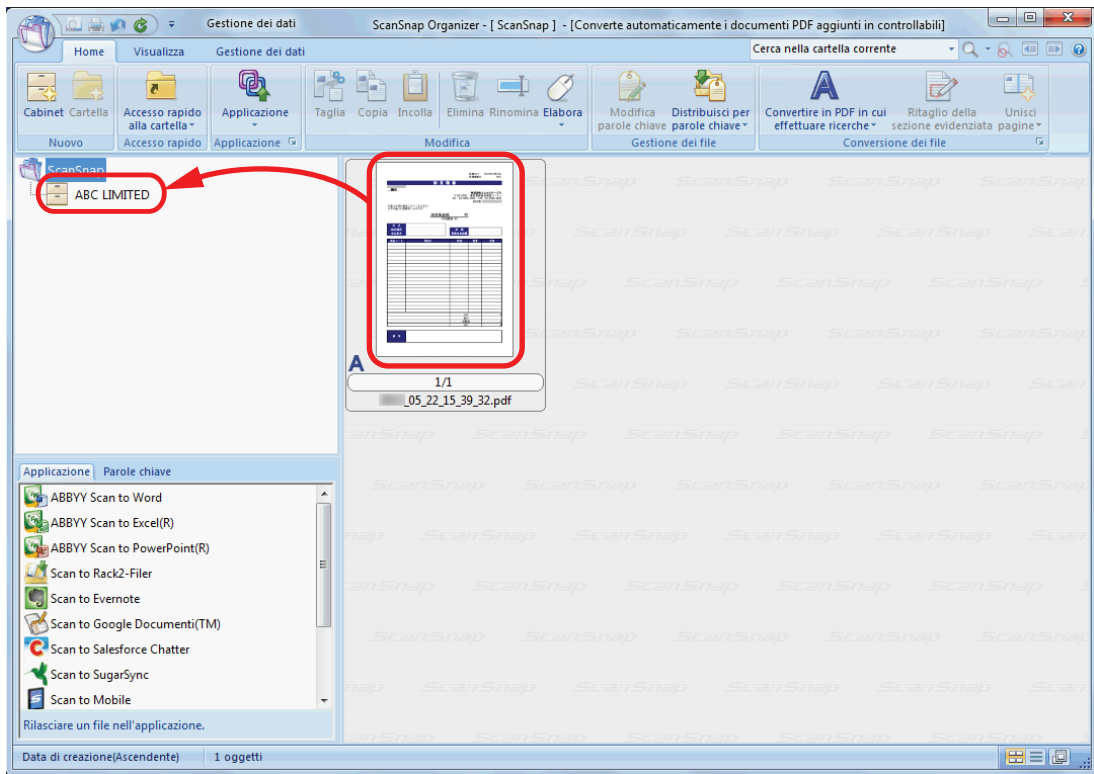 Gestione dei dati
ScanSnap Organizer - [ ScanSnap ] - [Converte automaticamente i documenti PDF aggiunti in controllabili]
Home Visualizza Gestione dei dati
Cerca nella cartella corrente
Cabinet Cartella
Accesso rapido
alla cartella
Applicazione
Taglia Copia Incolla Elimina Rinomina Elabora
Modifica
parole chiave
Distribuisci per
parole chiave
Convertire in PDF in cui
effettuare ricerche
Ritaglio della
sezione evidenziata
Unisci
pagine
Nuovo Accesso rapido Applicazione Modifica Gestione dei file Conversione dei file
ScanSnap
ABC LIMITED
A
1/1
_05_22_15_39_32.pdf
Applicazione Parole chiave
ABBYY Scan to Word
ABBYY Scan to Excel(R)
ABBYY Scan to PowerPoint(R)
Scan to Rack2-Filer
Scan to Evernote
Scan to Google Documenti(TM)
Scan to Salesforce Chatter
Scan to SugarSync
Scan to Mobile
Rilasciare un file nell'applicazione.
Data di creazione(Ascendente) 1 oggetti